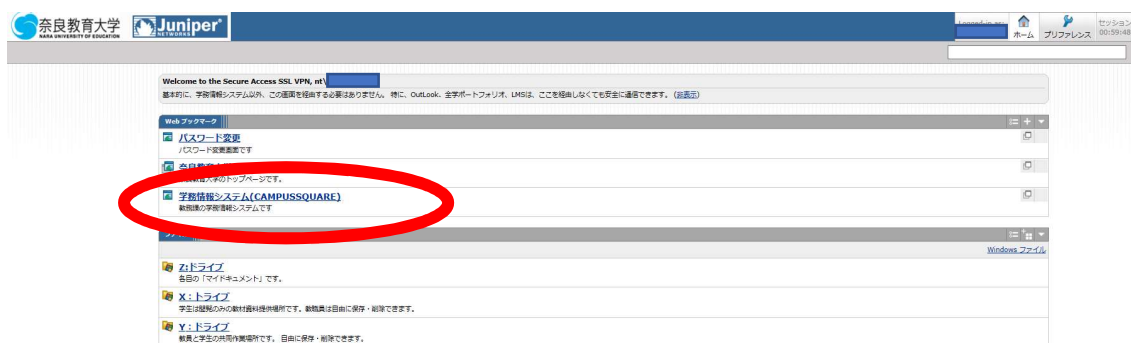 奈良教育大学
NARA UNIVERSITY OF EDUCATION
Juniper
NETWORKS
ホーム
プリファレンス
セッション
00:59:48
Welcome to the Secure Access SSL VPN, nt\
基本的に、学務情報システム以外、この画面を経由する必要はありません。 特に、OutLook、全学ポートフォリオ、LMSは、ここを経由しなくても安全に通信できます。 (非表示)
Web ブックマーク
パスワード変更
パスワード変更画面です
のトップページです。
学務情報システム(CAMPUSSQUARE)
教務課の学務情報システムです
Windows ファイル
Z:ドライブ
各自の「マイドキュメント」です。
X：ドライブ
学生は閲覧のみの教材資料提供場所です。教職員は自由に保存・削除できます。
Y：ドライブ
教員と学生の共同作業場所です。 自由に保存・削除できます。